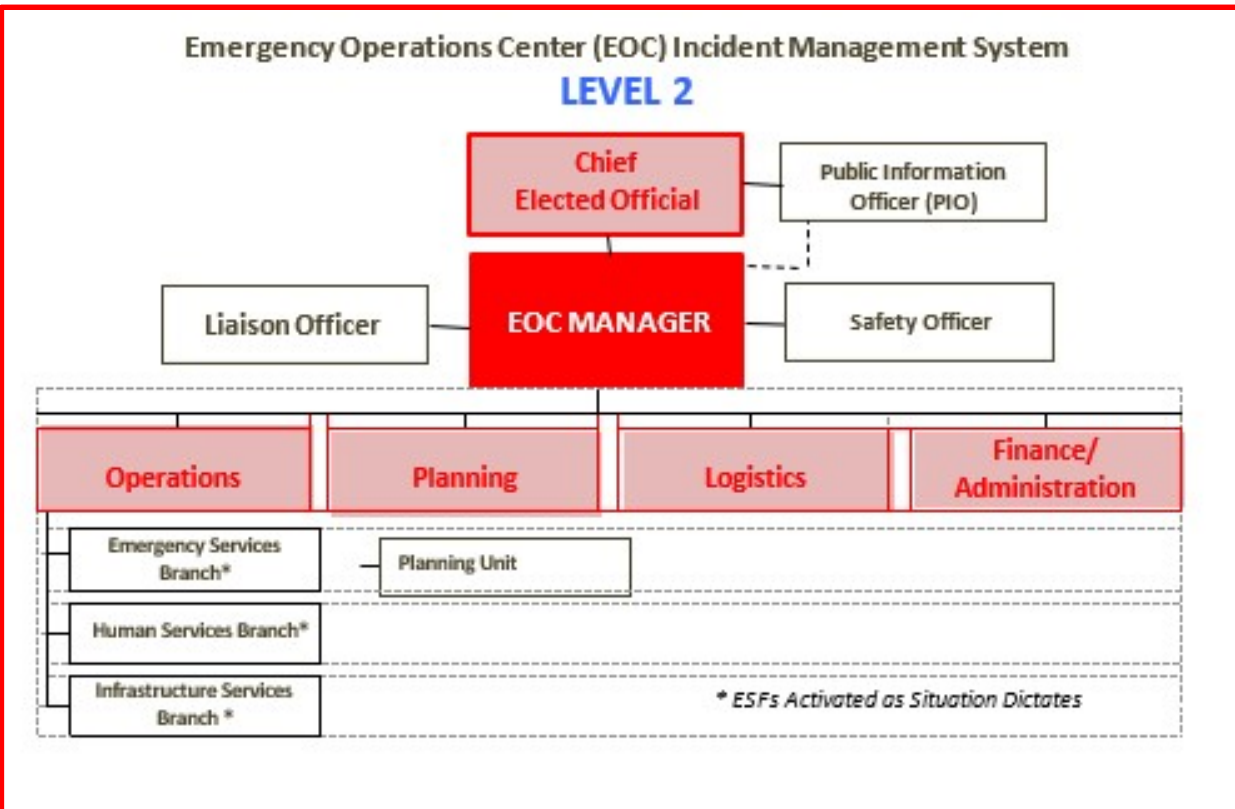 Emergency Operations Center (EOC) Incident Management System
LEVEL 2
Chief
Elected Official
Public Information
Officer (PIO)
Liaison Officer
EOC MANAGER
Safety Officer
Operations
Planning
Logistics
Finance/
Administration
Emergency Services
Branch*
Planning Unit
Human Services Branch*
Infrastructure Services
Branch *
* ESFs Activated as Situation Dictates